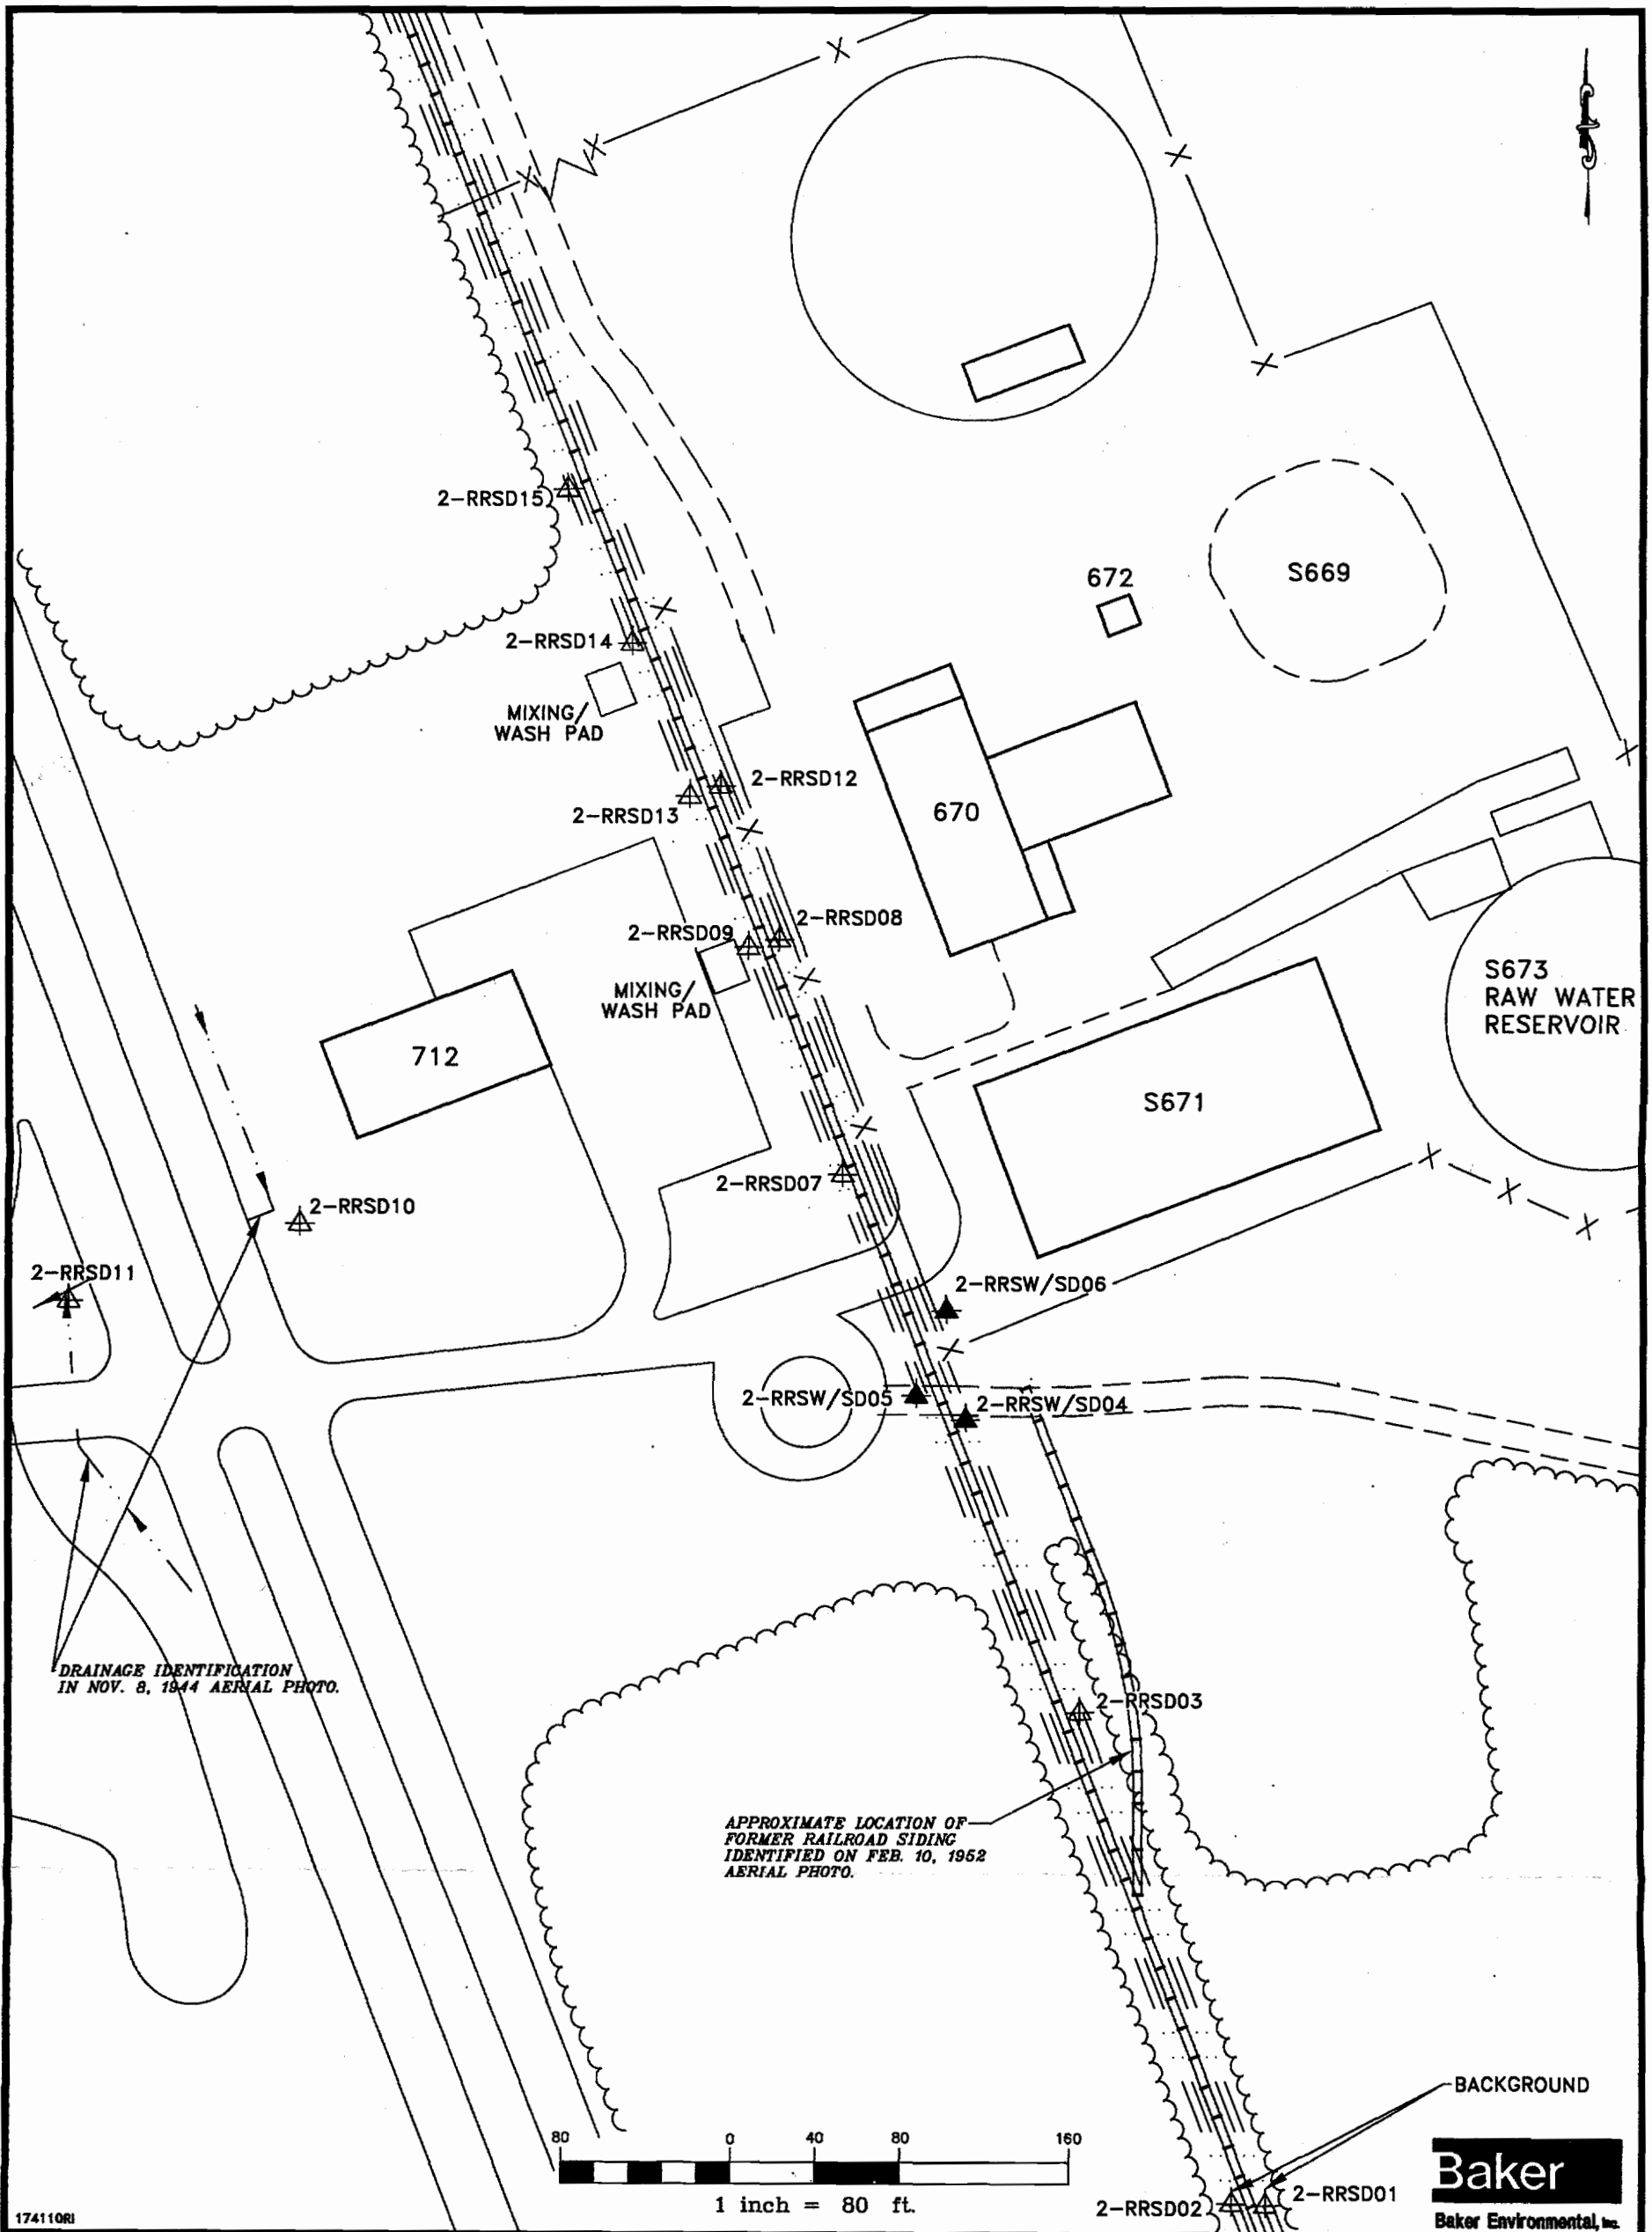 2-RRSD15
672
S669
2-RRSD14
MIXING/
WASH PAD
2-RRSD12
670
2-RRSD13
2-RRSD08
2-RRSD09
S673
RAW WATER
RESERVOIR
MIXING/
WASH PAD
712
S671
2-RRSD07
2-RRSD10
2-RRSD11
2-RRSW/SD06
2-RRSW/SD05
2-RRSW/SD04
DRAINAGE IDENTIFICATION
IN NOV. 8, 1944 AERIAL PHOTO.
2-RRSD03
APPROXIMATE LOCATION OF
FORMER RAILROAD SIDING
IDENTIFIED ON FEB. 10, 1952
AERIAL PHOTO.
BACKGROUND
80 0 40 80 160
1 inch = 80 ft.
2-RRSD02
2-RRSD01
Baker
Baker Environmental, Inc.
174110RI